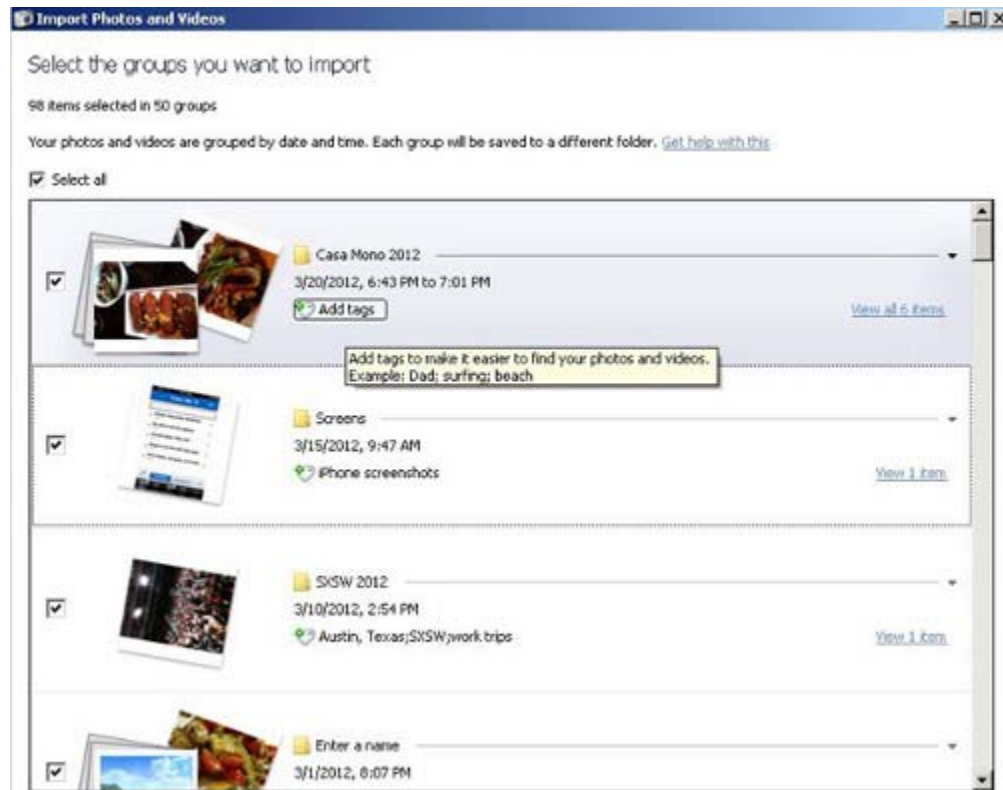 Import Photos and Videos
Select the groups you want to import
98 items selected in 50 groups
Your photos and videos are grouped by date and time. Each group will be saved to a different folder. Get help with this
Select all
Casa Mono 2012
3/20/2012, 6:43 PM to 7:01 PM
Add tags
View all 6 items
Add tags to make it easier to find your photos and videos.
Example: Dad; surfing; beach
Screens
3/15/2012, 9:47 AM
iPhone screenshots
View 1 item
SXSW 2012
3/10/2012, 2:54 PM
Austin, Texas;SXSW;work trips
View 1 item
Enter a name
3/1/2012, 8:07 PM